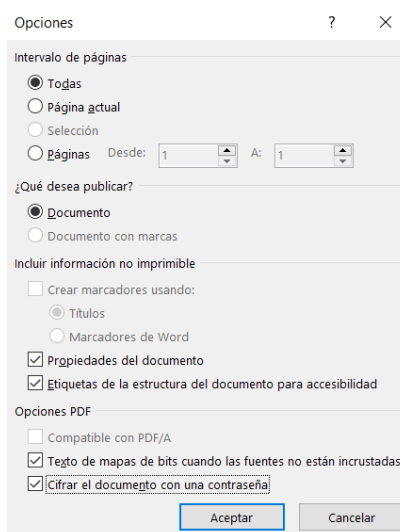 Opciones ? ×
Intervalo de páginas
Todas
Página actual
Selección
Páginas Desde: 1 A: 1
¿Qué desea publicar?
Documento
Documento con marcas
Incluir información no imprimible
Crear marcadores usando:
Títulos
Marcadores de Word
Propiedades del documento
Etiquetas de la estructura del documento para accesibilidad
Opciones PDF
Compatible con PDF/A
Texto de mapas de bits cuando las fuentes no están incrustadas
Cifrar el documento con una contraseña
Aceptar Cancelar